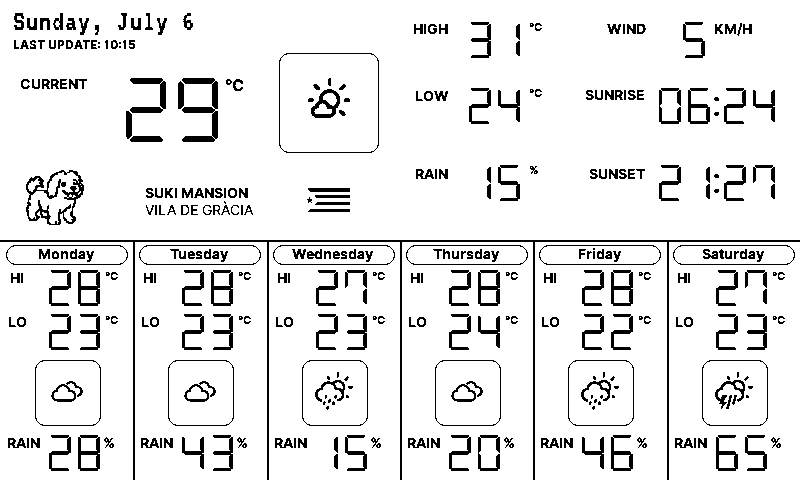 Sunday, July 6
LAST UPDATE: 10:15
CURRENT 29 °C
HIGH 31 °C
WIND 5 KM/H
LOW 24 °C
SUNRISE 06:24
RAIN 15 %
SUNSET 21:27
SUKI MANSION
VILA DE GRÀCIA
Monday
HI 28 °C
LO 23 °C
RAIN 28 %
Tuesday
HI 28 °C
LO 23 °C
RAIN 43 %
Wednesday
HI 27 °C
LO 23 °C
RAIN 15 %
Thursday
HI 28 °C
LO 24 °C
RAIN 20 %
Friday
HI 28 °C
LO 22 °C
RAIN 46 %
Saturday
HI 27 °C
LO 23 °C
RAIN 65 %